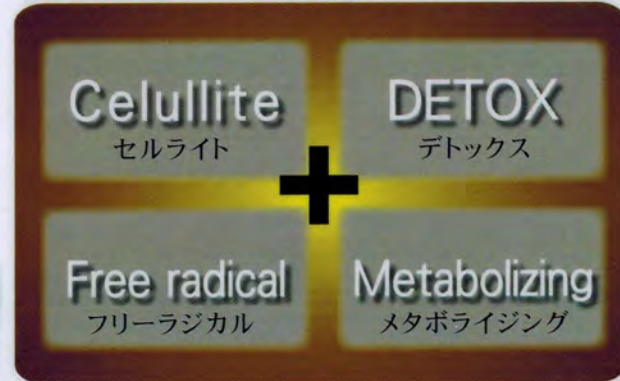 Celullite
セルライト
DETOX
デトックス
+
Free radical
フリーラジカル
Metabolizing
メタボライジング